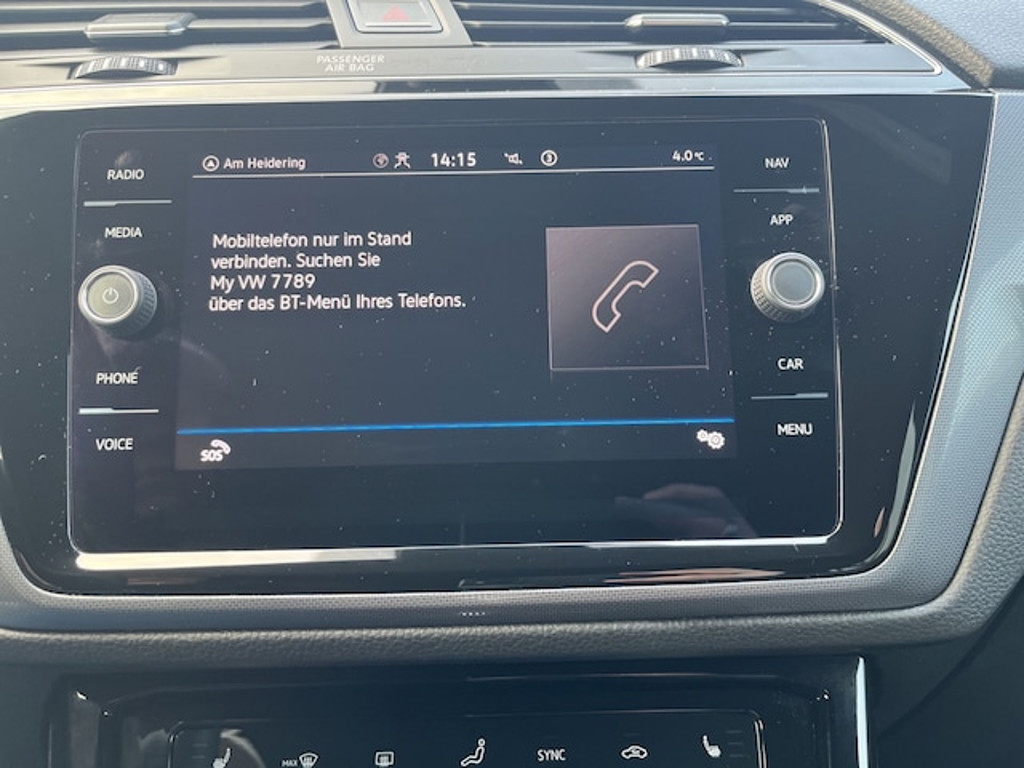 PASSENGER
AIR BAG
RADIO
Am Heidering
14:15
3
4.0°C
NAV
MEDIA
APP
Mobiltelefon nur im Stand
verbinden. Suchen Sie
My VW 7789
über das BT-Menü Ihres Telefons.
PHONE
CAR
VOICE
SOS
MENU
MAX
SYNC